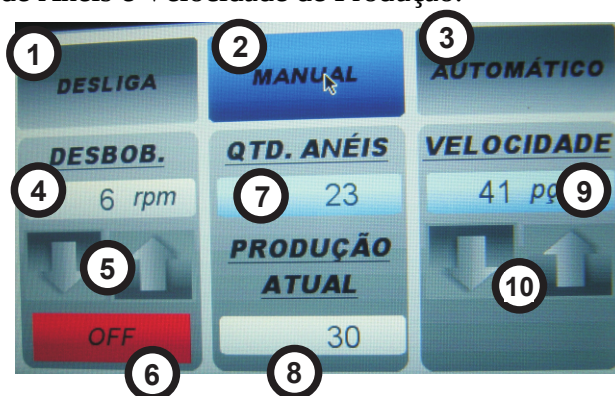 de Anéis e Velocidade de Produção.
1
2
3
DESLIGA
MANUAL
AUTOMÁTICO
DESBOB.
QTD. ANÉIS
VELOCIDADE
4
6 rpm
7
23
41
9
5
PRODUÇÃO
ATUAL
10
OFF
30
6
8